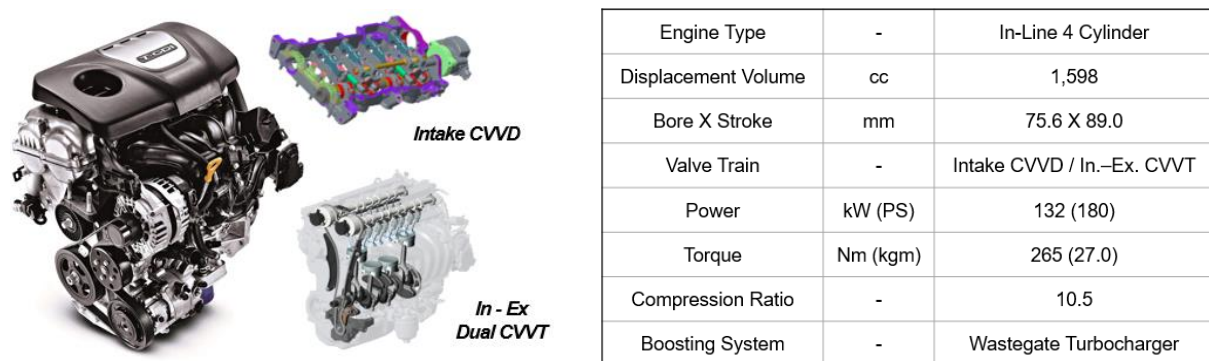 T-GDI
Intake CVVD
In - Ex
Dual CVVT
Engine Type - In-Line 4 Cylinder
Displacement Volume cc 1,598
Bore X Stroke mm 75.6 X 89.0
Valve Train - Intake CVVD / In.–Ex. CVVT
Power kW (PS) 132 (180)
Torque Nm (kgm) 265 (27.0)
Compression Ratio - 10.5
Boosting System - Wastegate Turbocharger